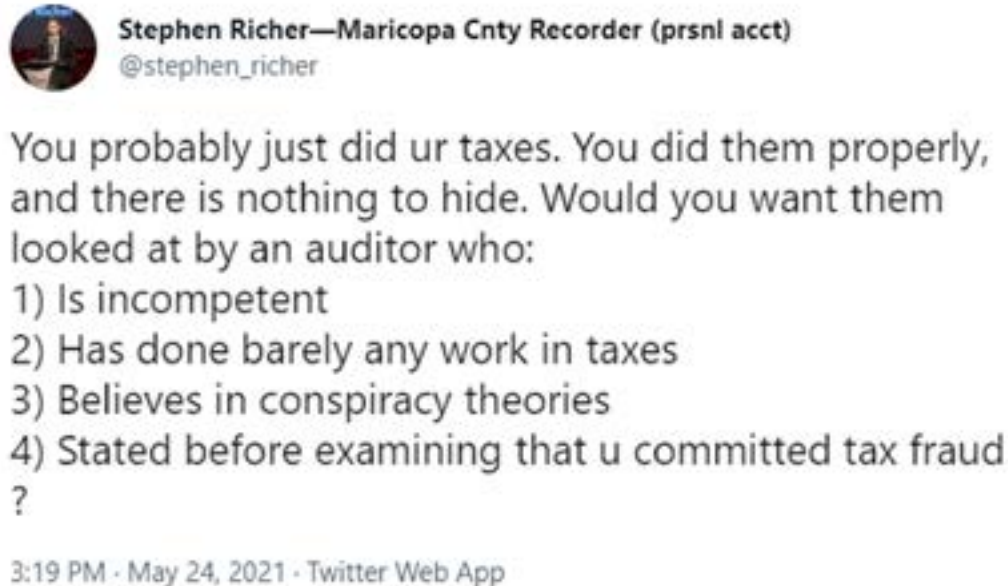 Stephen Richer—Maricopa Cnty Recorder (prsnl acct)
@stephen_richer
You probably just did ur taxes. You did them properly,
and there is nothing to hide. Would you want them
looked at by an auditor who:
1) Is incompetent
2) Has done barely any work in taxes
3) Believes in conspiracy theories
4) Stated before examining that u committed tax fraud
?
3:19 PM · May 24, 2021 · Twitter Web App